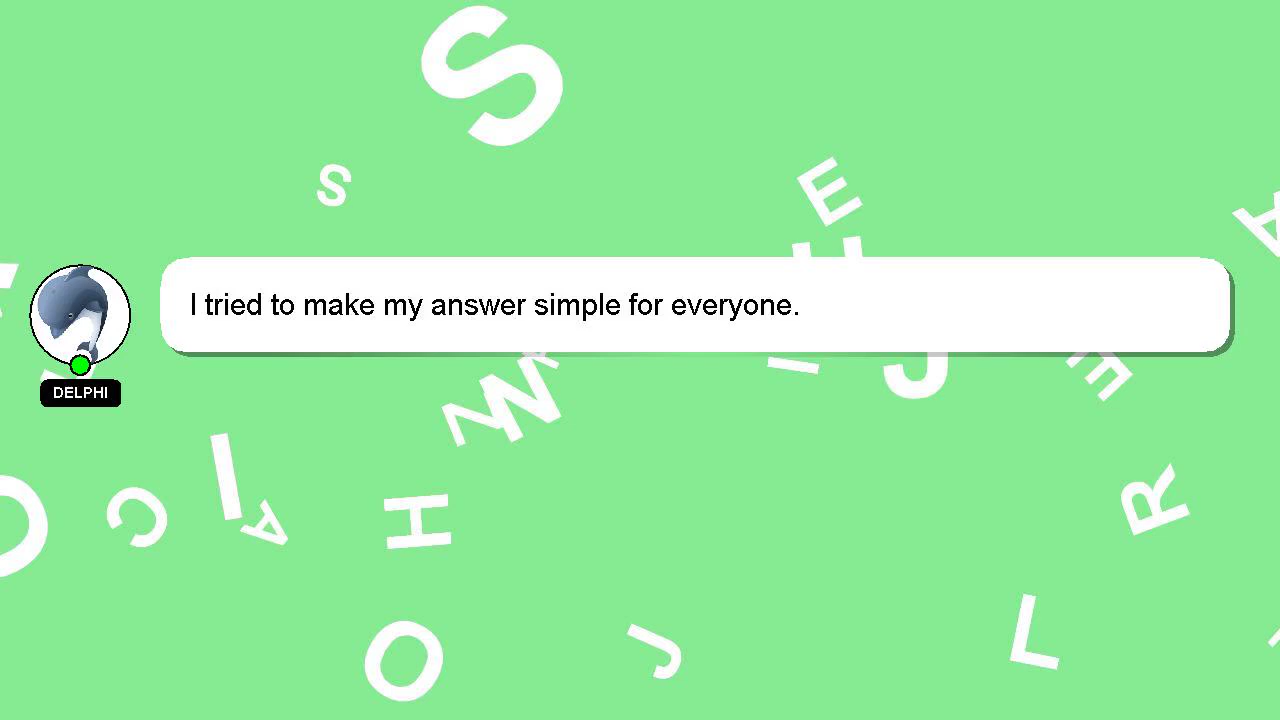 I tried to make my answer simple for everyone.
DELPHI
S
S
E
A
I
J
E
N
W
K
I
A
C
O
H
R
O
J
L